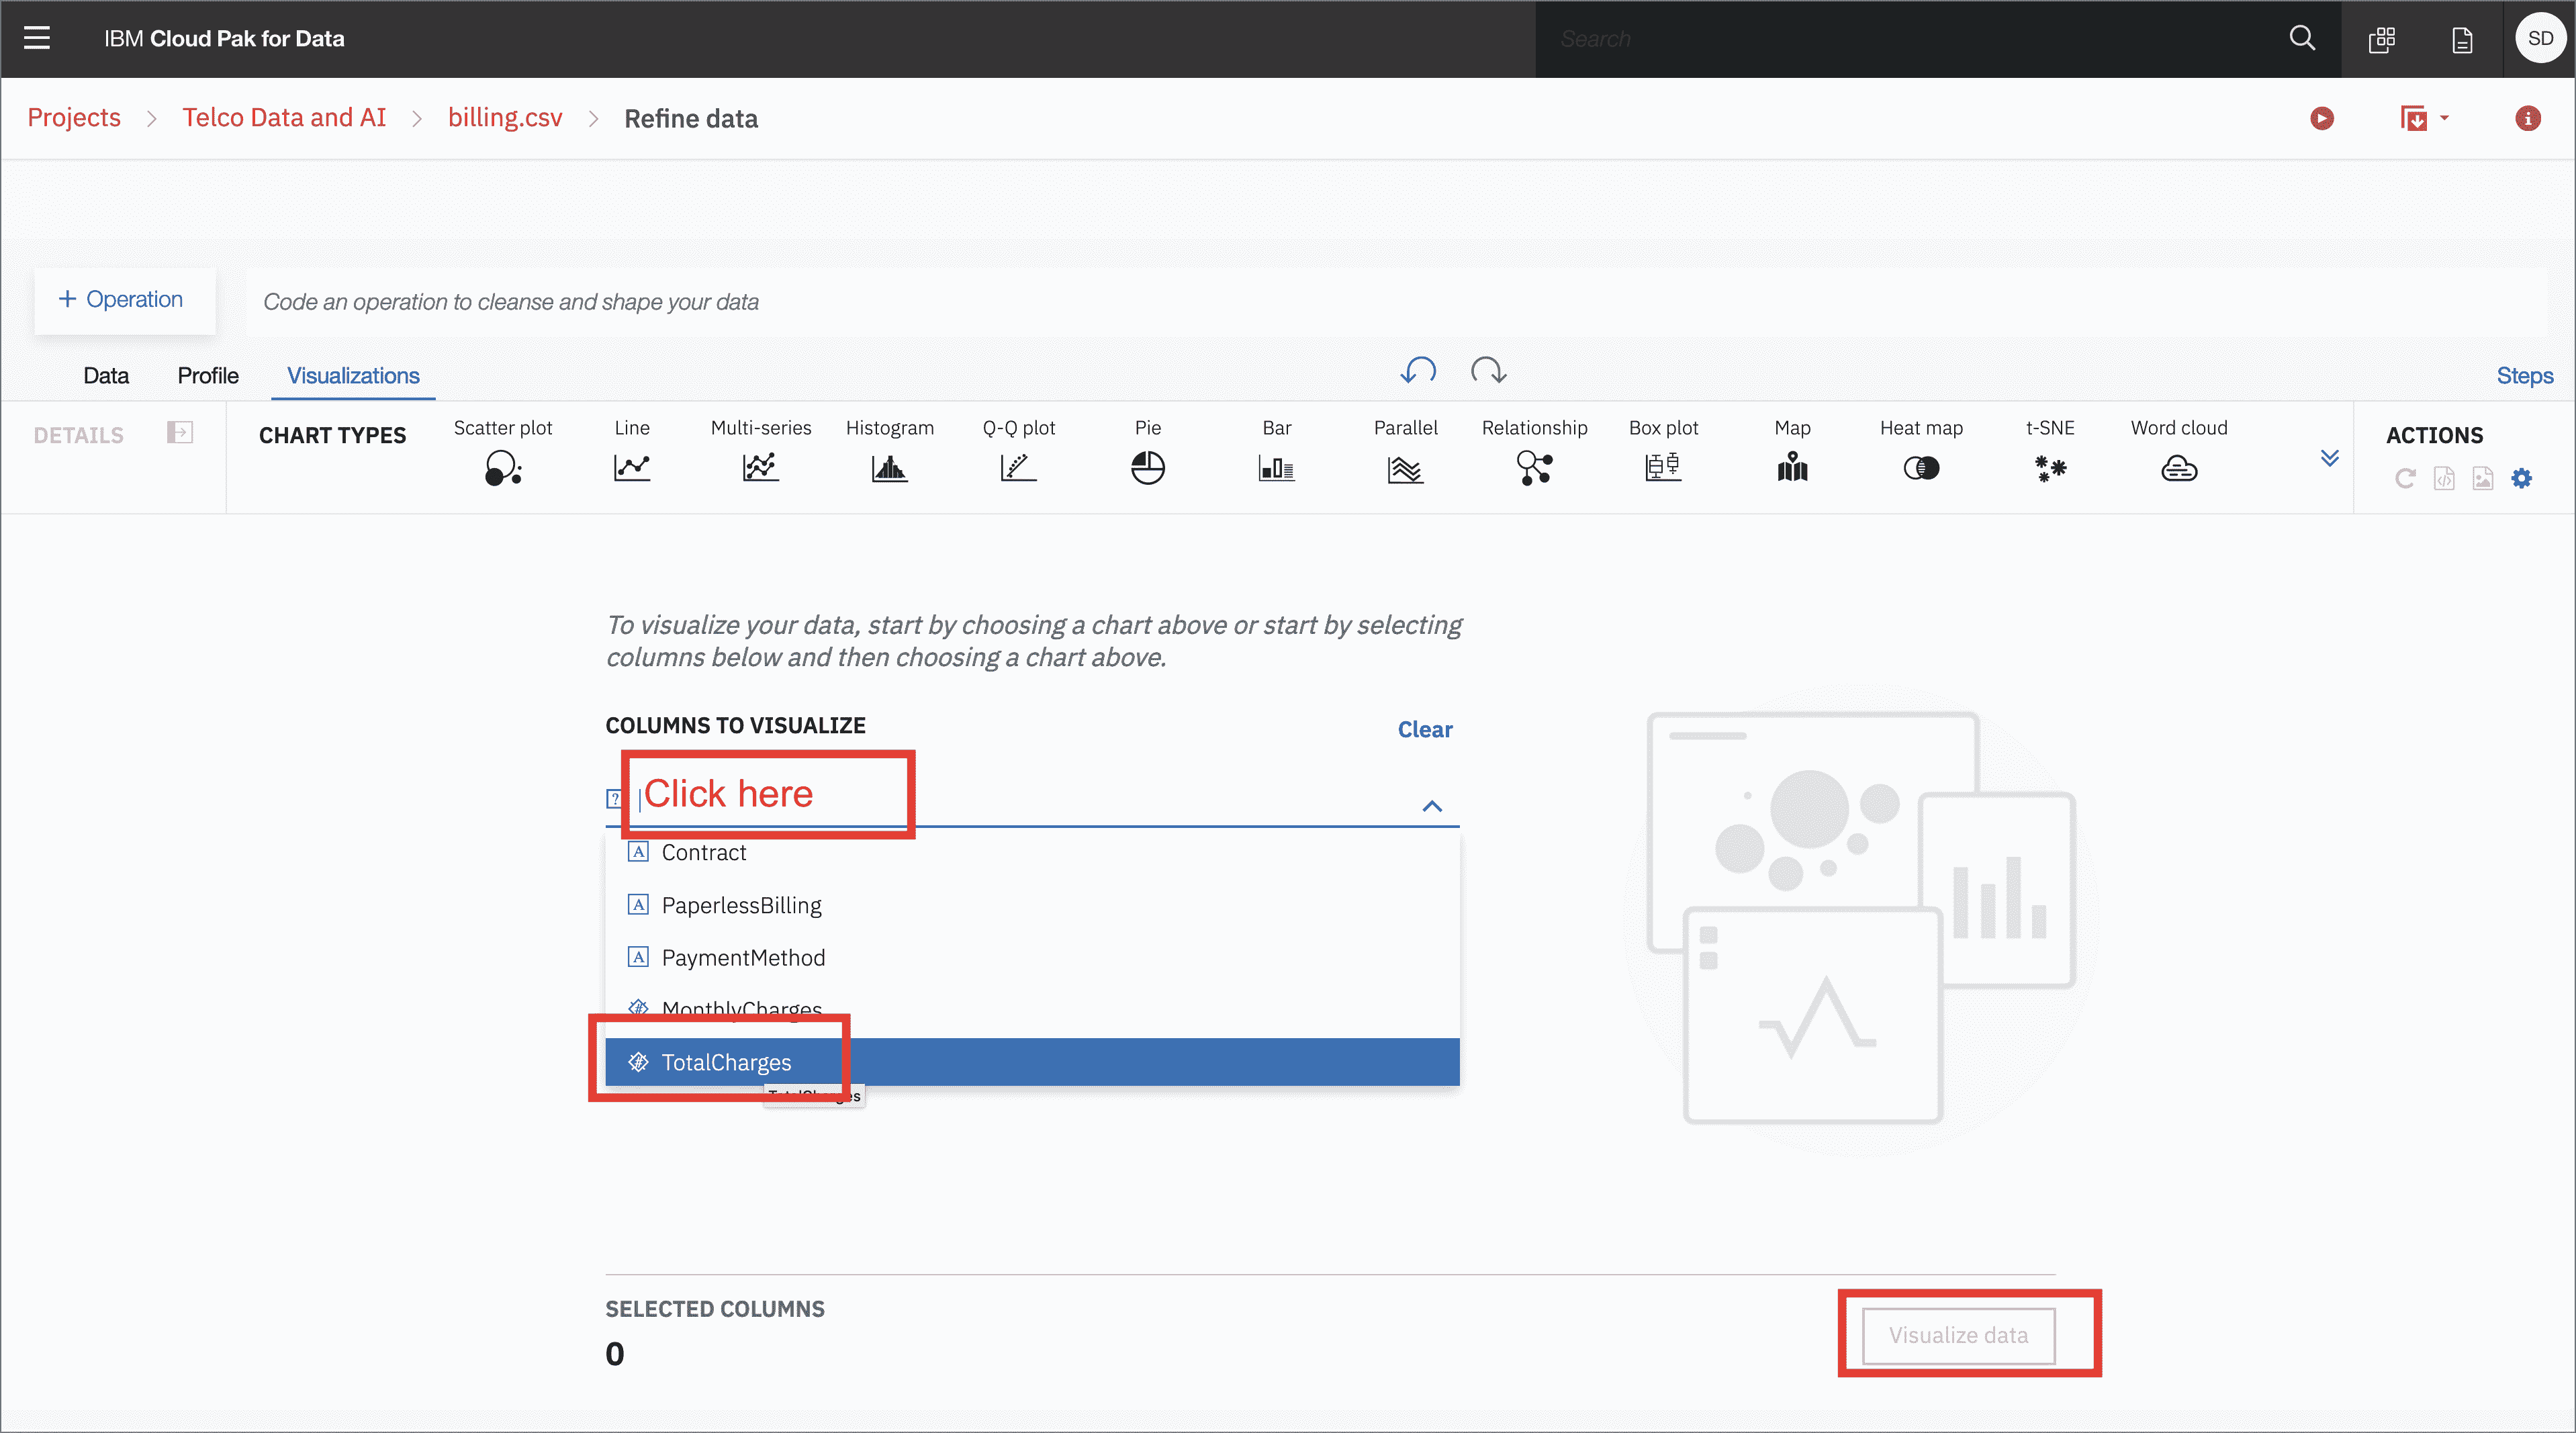 IBM Cloud Pak for Data
Search
SD
Projects > Telco Data and AI > billing.csv > Refine data
+ Operation
Code an operation to cleanse and shape your data
Data Profile Visualizations
Steps
DETAILS
CHART TYPES
Scatter plot Line Multi-series Histogram Q-Q plot Pie Bar Parallel Relationship Box plot Map Heat map t-SNE Word cloud
ACTIONS
To visualize your data, start by choosing a chart above or start by selecting
columns below and then choosing a chart above.
COLUMNS TO VISUALIZE
Clear
Click here
A Contract
A PaperlessBilling
A PaymentMethod
# MonthlyCharges
# TotalCharges
TotalCharges
SELECTED COLUMNS
0
Visualize data